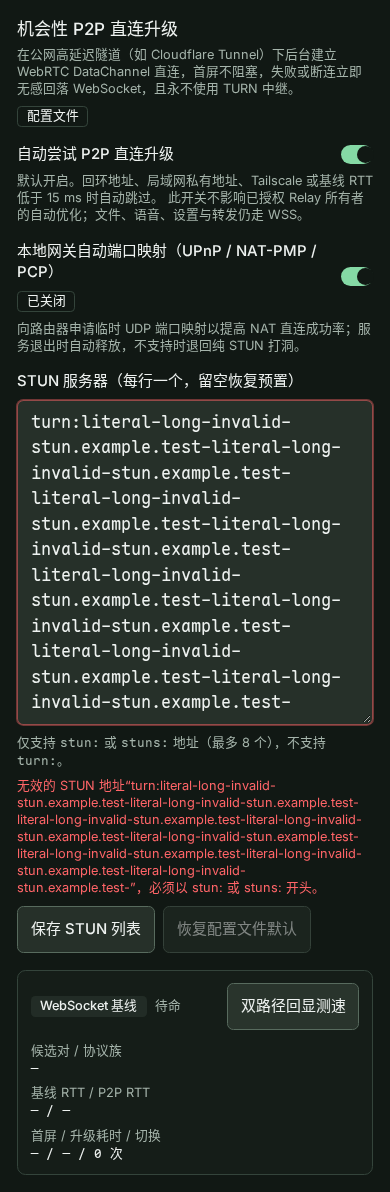 机会性 P2P 直连升级
在公网高延迟隧道（如 Cloudflare Tunnel）下后台建立
WebRTC DataChannel 直连，首屏不阻塞，失败或断连立即
无感回落 WebSocket，且永不使用 TURN 中继。
配置文件
自动尝试 P2P 直连升级
默认开启。回环地址、局域网私有地址、Tailscale 或基线 RTT
低于 15 ms 时自动跳过。 此开关不影响已授权 Relay 所有者
的自动优化；文件、语音、设置与转发仍走 WSS。
本地网关自动端口映射（UPnP / NAT-PMP /
PCP）
已关闭
向路由器申请临时 UDP 端口映射以提高 NAT 直连成功率；服
务退出时自动释放，不支持时退回纯 STUN 打洞。
STUN 服务器（每行一个，留空恢复预置）
turn:literal-long-invalid-
stun.example.test-literal-long-
invalid-stun.example.test-
literal-long-invalid-
stun.example.test-literal-long-
invalid-stun.example.test-
literal-long-invalid-
stun.example.test-literal-long-
invalid-stun.example.test-
literal-long-invalid-
stun.example.test-literal-long-
invalid-stun.example.test-
仅支持 stun: 或 stuns: 地址（最多 8 个），不支持
turn:。
无效的 STUN 地址“turn:literal-long-invalid-
stun.example.test-literal-long-invalid-stun.example.test-
literal-long-invalid-stun.example.test-literal-long-invalid-
stun.example.test-literal-long-invalid-stun.example.test-
literal-long-invalid-stun.example.test-literal-long-invalid-
stun.example.test-literal-long-invalid-
stun.example.test-”，必须以 stun: 或 stuns: 开头。
保存 STUN 列表
恢复配置文件默认
WebSocket 基线
待命
双路径回显测速
候选对 / 协议族
—
基线 RTT / P2P RTT
— / —
首屏 / 升级耗时 / 切换
— / — / 0 次